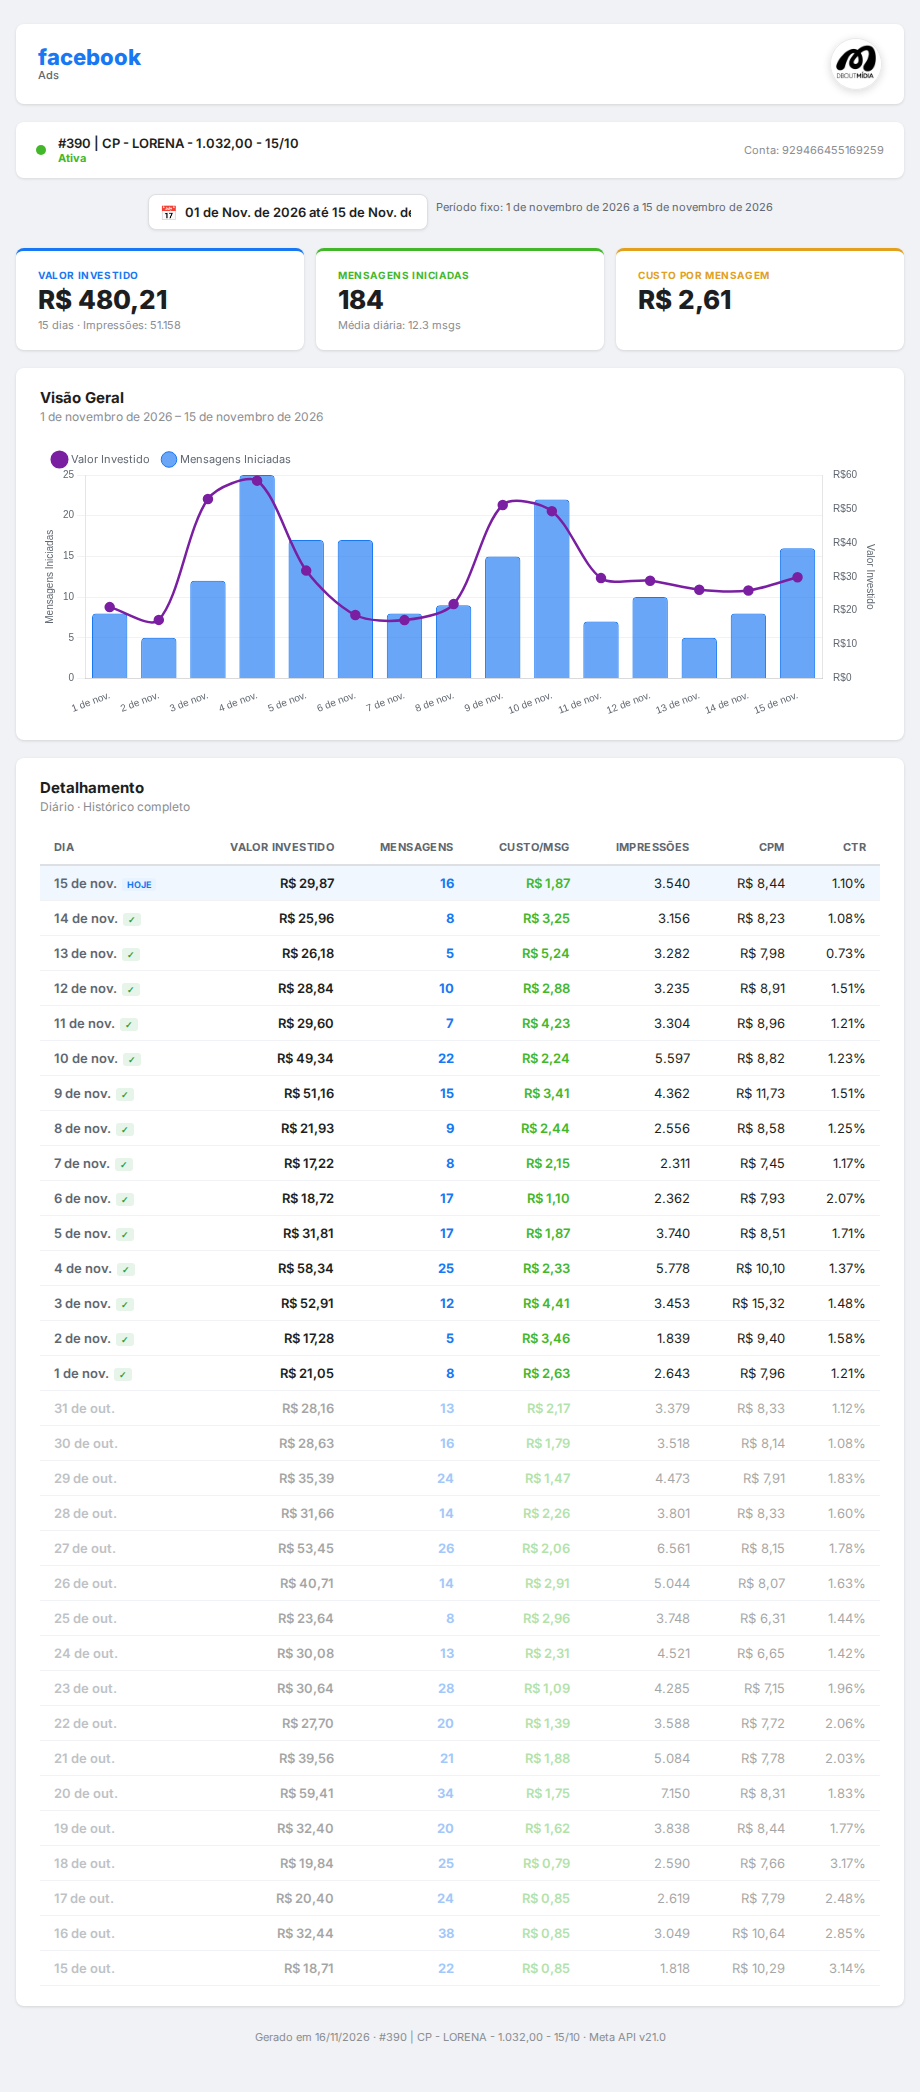 facebook
Ads
DBOUTMÍDIA
#390 | CP - LORENA - 1.032,00 - 15/10
Ativa
Conta: 929466455169259
01 de Nov. de 2026 até 15 de Nov. de
Período fixo: 1 de novembro de 2026 a 15 de novembro de 2026
VALOR INVESTIDO
R$ 480,21
15 dias · Impressões: 51.158
MENSAGENS INICIADAS
184
Média diária: 12.3 msgs
CUSTO POR MENSAGEM
R$ 2,61
Visão Geral
1 de novembro de 2026 – 15 de novembro de 2026
Valor Investido Mensagens Iniciadas
25 R$60
20 R$50
15 R$40
10 R$30
5 R$20
0 R$10
R$0
Mensagens Iniciadas
Valor Investido
1 de nov. 2 de nov. 3 de nov. 4 de nov. 5 de nov. 6 de nov. 7 de nov. 8 de nov. 9 de nov. 10 de nov. 11 de nov. 12 de nov. 13 de nov. 14 de nov. 15 de nov.
Detalhamento
Diário · Histórico completo
DIA VALOR INVESTIDO MENSAGENS CUSTO/MSG IMPRESSÕES CPM CTR
15 de nov. HOJE R$ 29,87 16 R$ 1,87 3.540 R$ 8,44 1.10%
14 de nov. ✓ R$ 25,96 8 R$ 3,25 3.156 R$ 8,23 1.08%
13 de nov. ✓ R$ 26,18 5 R$ 5,24 3.282 R$ 7,98 0.73%
12 de nov. ✓ R$ 28,84 10 R$ 2,88 3.235 R$ 8,91 1.51%
11 de nov. ✓ R$ 29,60 7 R$ 4,23 3.304 R$ 8,96 1.21%
10 de nov. ✓ R$ 49,34 22 R$ 2,24 5.597 R$ 8,82 1.23%
9 de nov. ✓ R$ 51,16 15 R$ 3,41 4.362 R$ 11,73 1.51%
8 de nov. ✓ R$ 21,93 9 R$ 2,44 2.556 R$ 8,58 1.25%
7 de nov. ✓ R$ 17,22 8 R$ 2,15 2.311 R$ 7,45 1.17%
6 de nov. ✓ R$ 18,72 17 R$ 1,10 2.362 R$ 7,93 2.07%
5 de nov. ✓ R$ 31,81 17 R$ 1,87 3.740 R$ 8,51 1.71%
4 de nov. ✓ R$ 58,34 25 R$ 2,33 5.778 R$ 10,10 1.37%
3 de nov. ✓ R$ 52,91 12 R$ 4,41 3.453 R$ 15,32 1.48%
2 de nov. ✓ R$ 17,28 5 R$ 3,46 1.839 R$ 9,40 1.58%
1 de nov. ✓ R$ 21,05 8 R$ 2,63 2.643 R$ 7,96 1.21%
31 de out. R$ 28,16 13 R$ 2,17 3.379 R$ 8,33 1.12%
30 de out. R$ 28,63 16 R$ 1,79 3.518 R$ 8,14 1.08%
29 de out. R$ 35,39 24 R$ 1,47 4.473 R$ 7,91 1.83%
28 de out. R$ 31,66 14 R$ 2,26 3.801 R$ 8,33 1.60%
27 de out. R$ 53,45 26 R$ 2,06 6.561 R$ 8,15 1.78%
26 de out. R$ 40,71 14 R$ 2,91 5.044 R$ 8,07 1.63%
25 de out. R$ 23,64 8 R$ 2,96 3.748 R$ 6,31 1.44%
24 de out. R$ 30,08 13 R$ 2,31 4.521 R$ 6,65 1.42%
23 de out. R$ 30,64 28 R$ 1,09 4.285 R$ 7,15 1.96%
22 de out. R$ 27,70 20 R$ 1,39 3.588 R$ 7,72 2.06%
21 de out. R$ 39,56 21 R$ 1,88 5.084 R$ 7,78 2.03%
20 de out. R$ 59,41 34 R$ 1,75 7.150 R$ 8,31 1.83%
19 de out. R$ 32,40 20 R$ 1,62 3.838 R$ 8,44 1.77%
18 de out. R$ 19,84 25 R$ 0,79 2.590 R$ 7,66 3.17%
17 de out. R$ 20,40 24 R$ 0,85 2.619 R$ 7,79 2.48%
16 de out. R$ 32,44 38 R$ 0,85 3.049 R$ 10,64 2.85%
15 de out. R$ 18,71 22 R$ 0,85 1.818 R$ 10,29 3.14%
Gerado em 16/11/2026 · #390 | CP - LORENA - 1.032,00 - 15/10 · Meta API v21.0